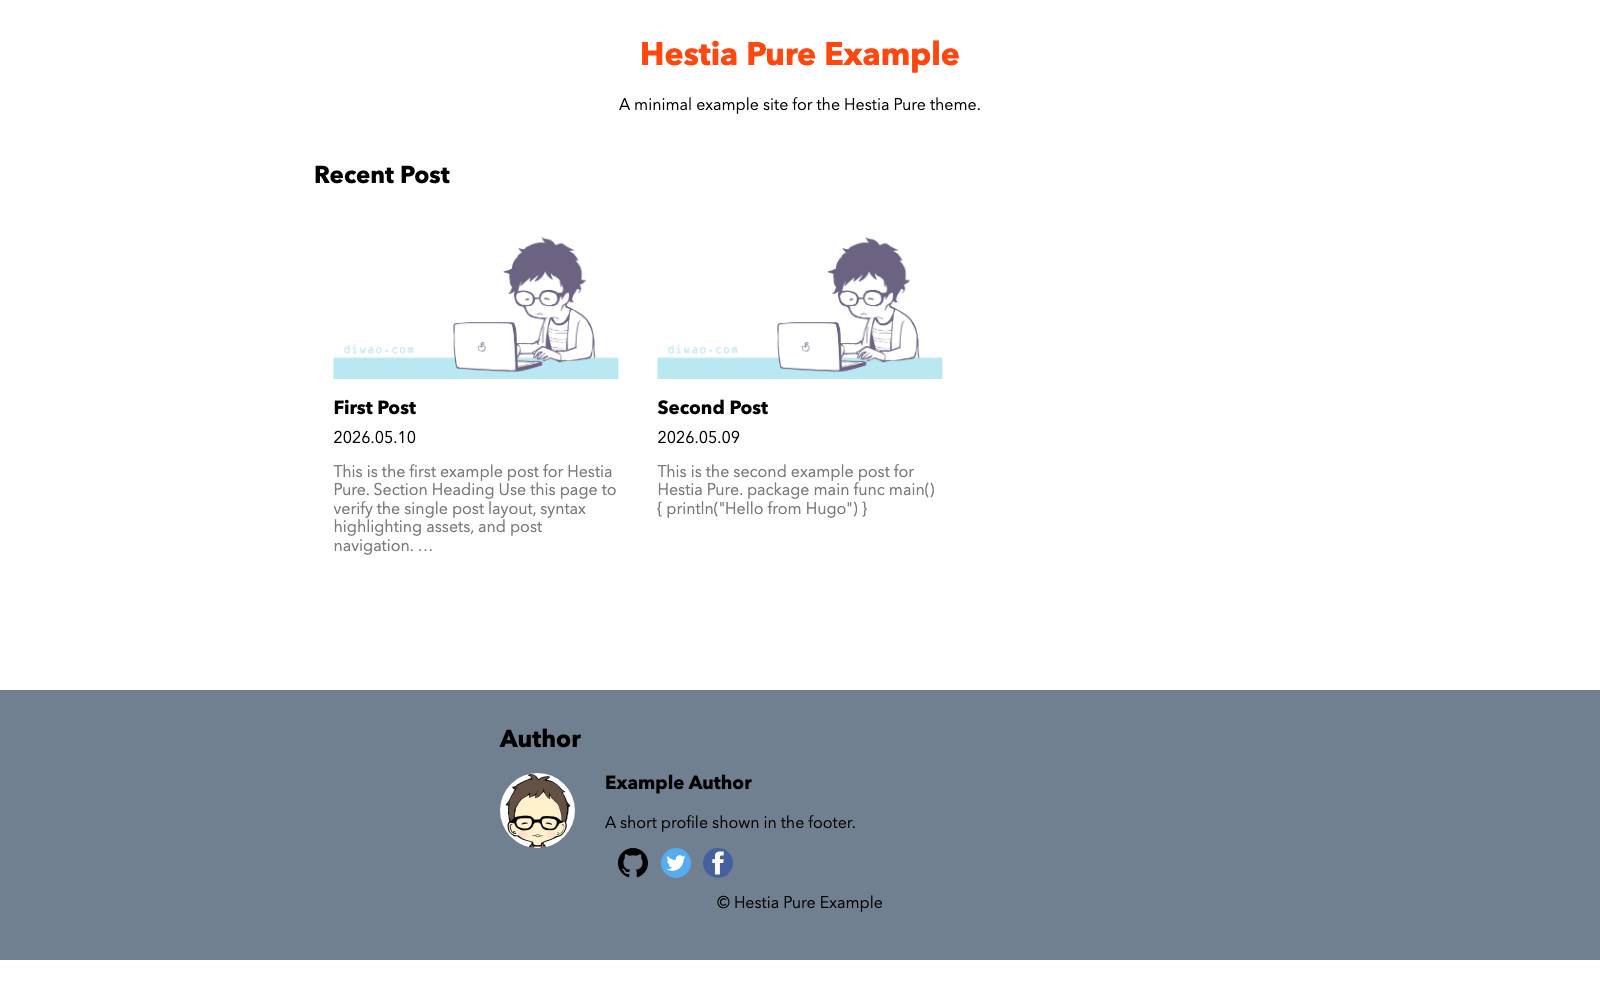 Hestia Pure Example
A minimal example site for the Hestia Pure theme.
Recent Post
diwao.com
diwao.com
First Post
2026.05.10
This is the first example post for Hestia
Pure. Section Heading Use this page to
verify the single post layout, syntax
highlighting assets, and post
navigation. …
Second Post
2026.05.09
This is the second example post for
Hestia Pure. package main func main()
{ println("Hello from Hugo") }
Author
Example Author
A short profile shown in the footer.
© Hestia Pure Example